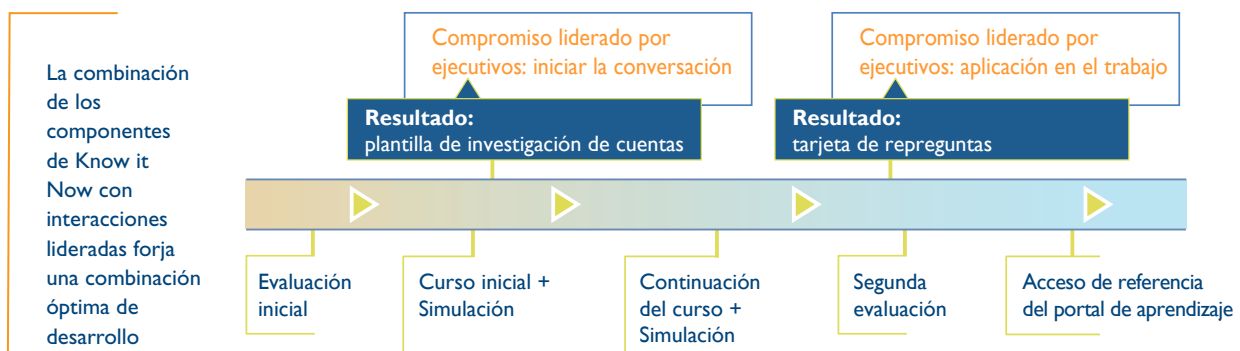 La combinación
de los
componentes
de Know it
Now con
interacciones
lideradas forja
una combinación
óptima de
desarrollo
Compromiso liderado por
ejecutivos: iniciar la conversación
Resultado:
plantilla de investigación de cuentas
Compromiso liderado por
ejecutivos: aplicación en el trabajo
Resultado:
tarjeta de repreguntas
Evaluación
inicial
Curso inicial +
Simulación
Continuación
del curso +
Simulación
Segunda
evaluación
Acceso de referencia
del portal de aprendizaje